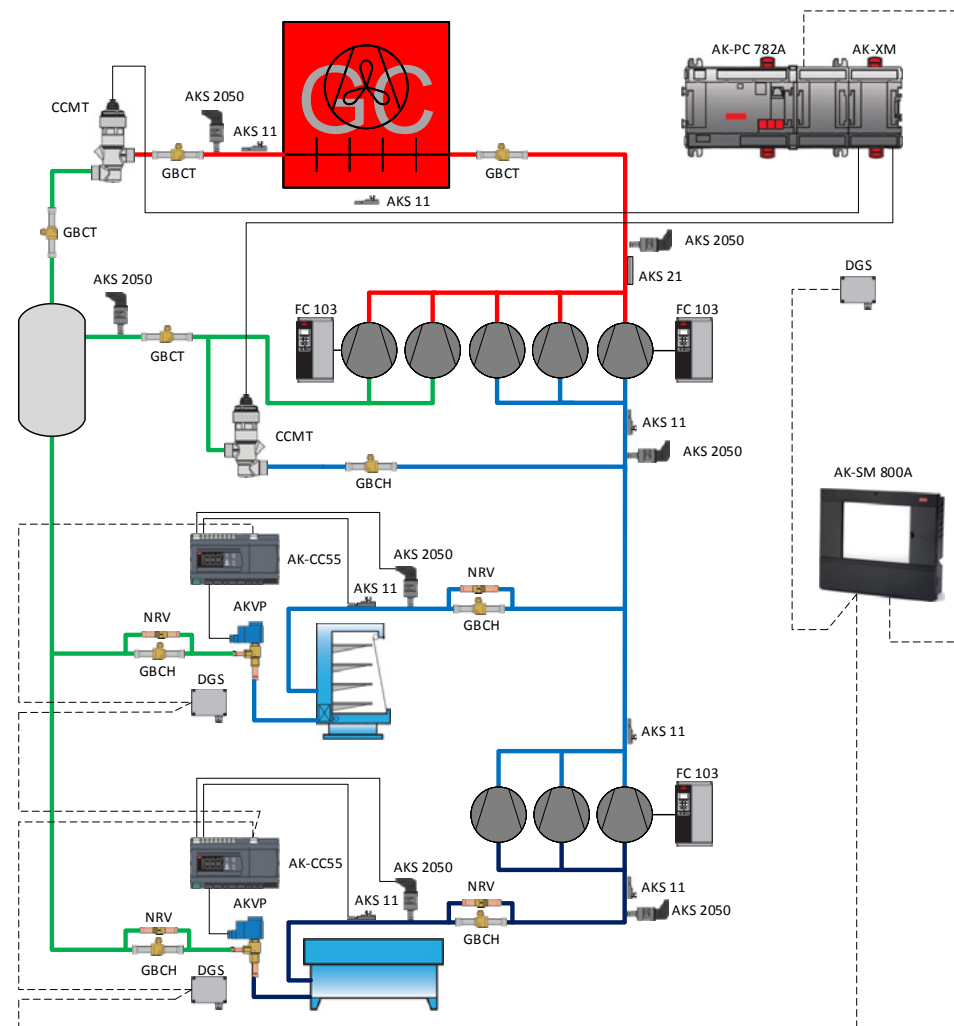 AK-PC 782A
AK-XM
CCMT
AKS 2050
AKS 11
GC
GBCT
GBCT
AKS 11
GBCT
AKS 2050
AKS 21
DGS
AKS 2050
FC 103
FC 103
GBCT
AKS 11
CCMT
AKS 2050
GBCH
AK-SM 800A
AK-CC55
AKS 2050
NRV
AKS 11
AKVP
GBCH
NRV
GBCH
DGS
AKS 11
FC 103
AK-CC55
AKS 2050
AKS 11
NRV
AKS 11
AKVP
AKS 2050
NRV
GBCH
GBCH
DGS